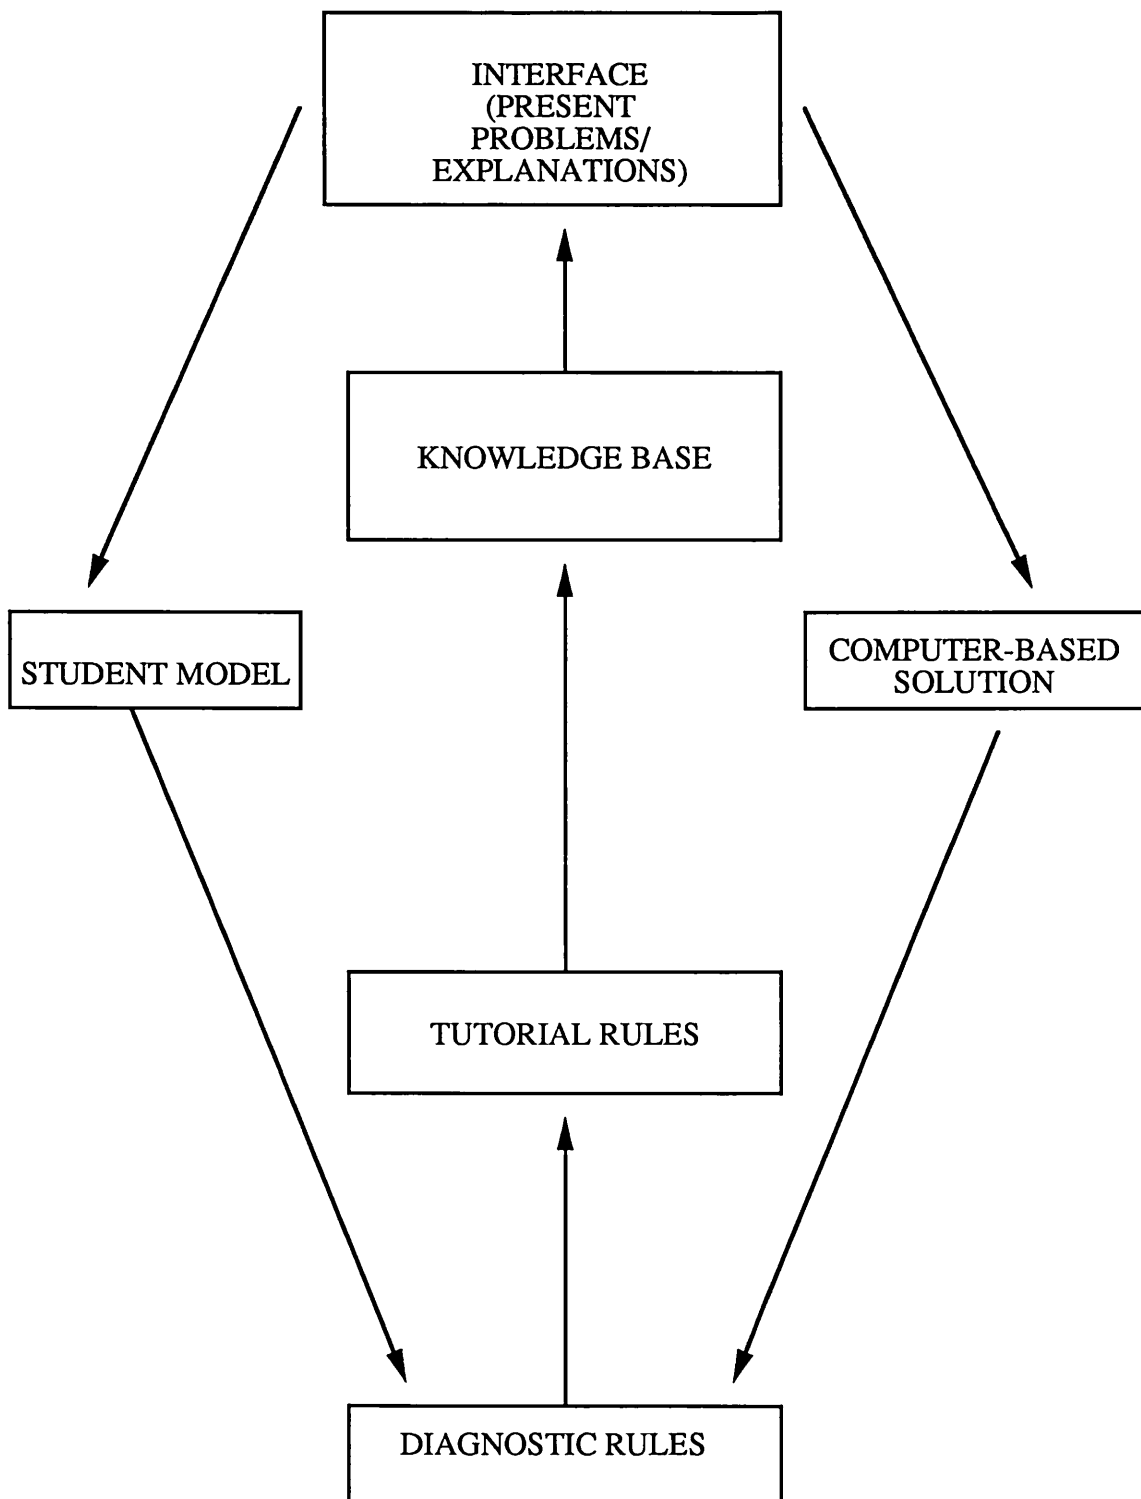 INTERFACE
(PRESENT
PROBLEMS/
EXPLANATIONS)
KNOWLEDGE BASE
STUDENT MODEL
COMPUTER-BASED
SOLUTION
TUTORIAL RULES
DIAGNOSTIC RULES